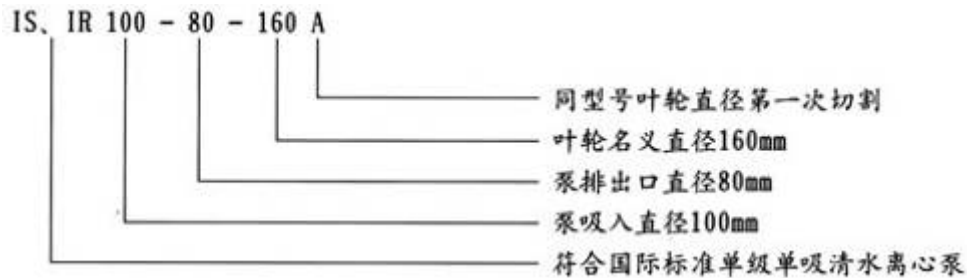 IS、IR 100 - 80 - 160 A
同型号叶轮直径第一次切割
叶轮名义直径160mm
泵排出口直径80mm
泵吸入直径100mm
符合国际标准单级单吸清水离心泵